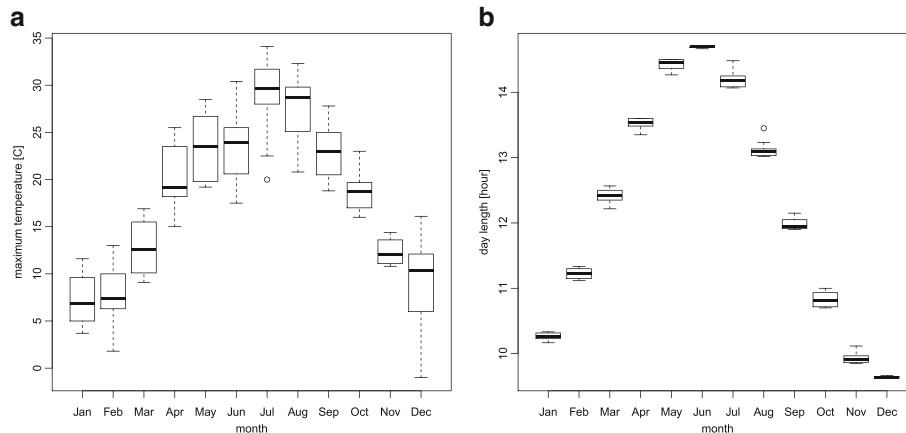 a
maximum temperature [C]
35
30
25
20
15
10
5
0
Jan Feb Mar Apr May Jun Jul Aug Sep Oct Nov Dec
month
b
day length [hour]
14
13
12
11
10
Jan Feb Mar Apr May Jun Jul Aug Sep Oct Nov Dec
month